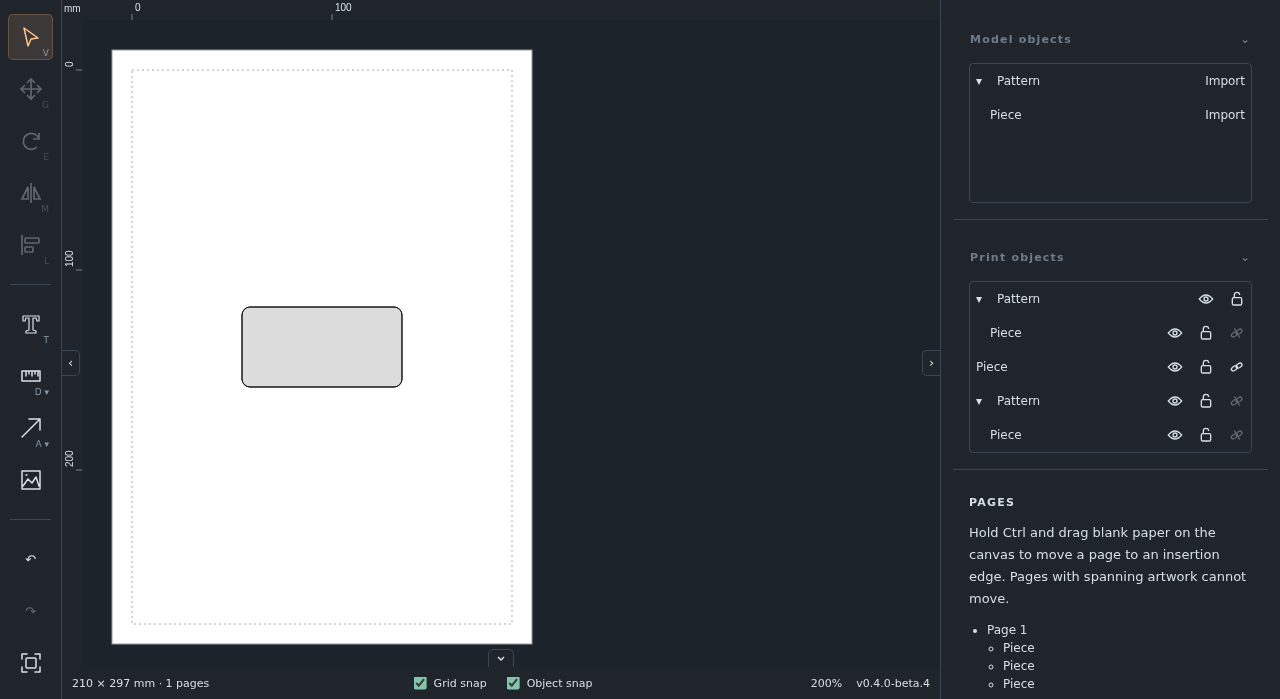 mm
0
100
0
100
200
V
G
E
M
L
T
D ▾
A ▾
210 × 297 mm · 1 pages
Grid snap
Object snap
200%
v0.4.0-beta.4
Model objects
Pattern Import
Piece Import
Print objects
Pattern
Piece
Piece
Pattern
Piece
PAGES
Hold Ctrl and drag blank paper on the
canvas to move a page to an insertion
edge. Pages with spanning artwork cannot
move.
Page 1
Piece
Piece
Piece